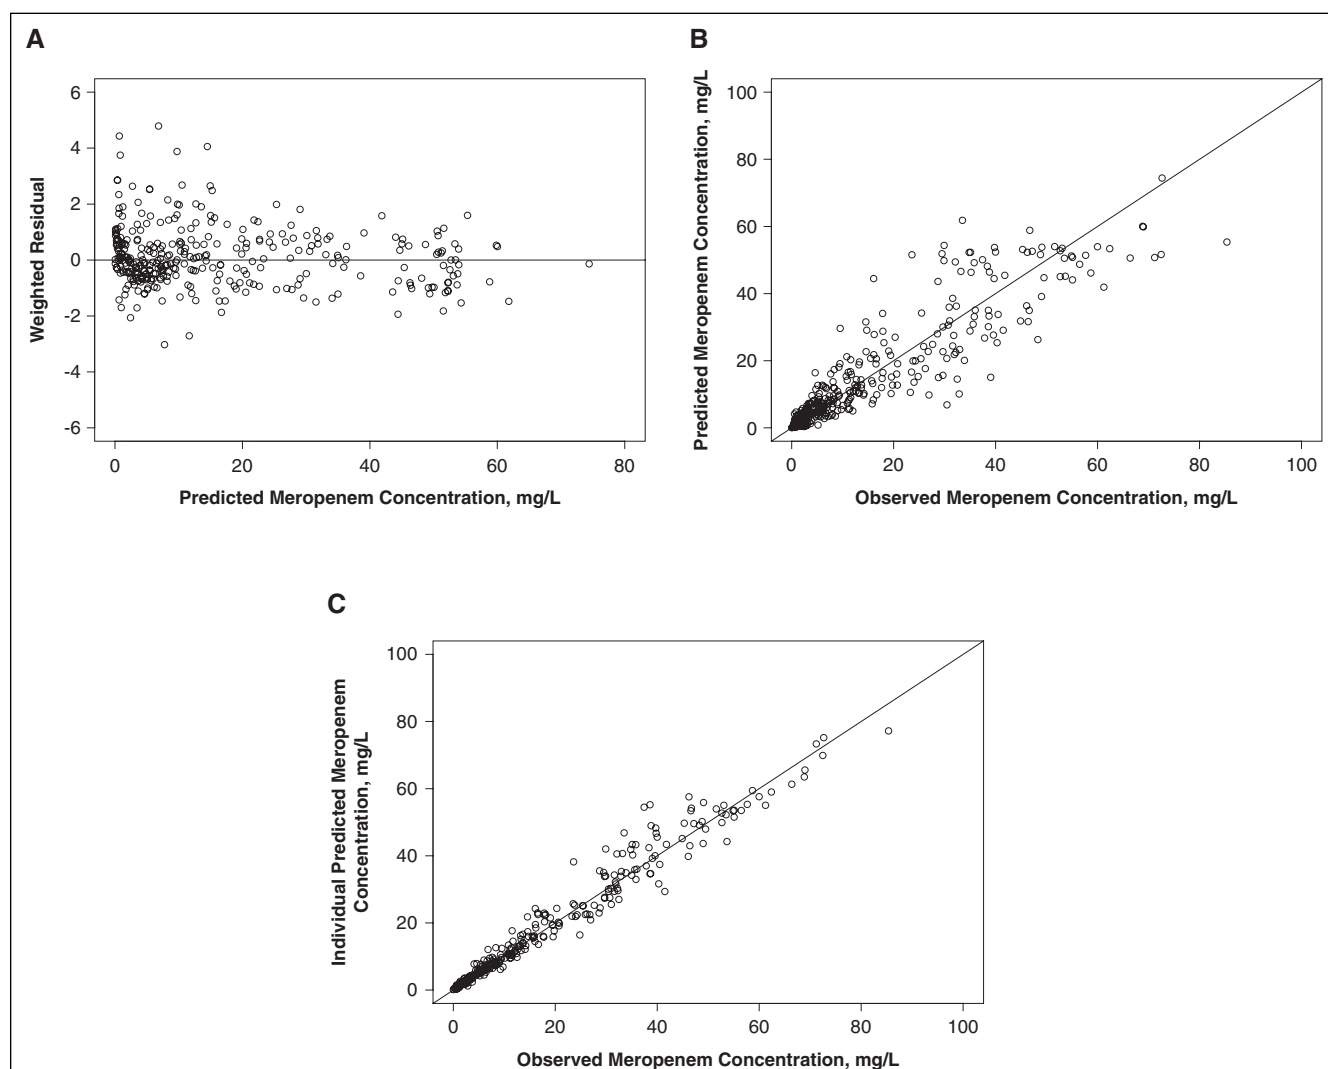 A
6
4
2
0
-2
-4
-6
Weighted Residual
0 20 40 60 80
Predicted Meropenem Concentration, mg/L
B
100
80
60
40
20
0
Predicted Meropenem Concentration, mg/L
0 20 40 60 80 100
Observed Meropenem Concentration, mg/L
C
100
80
60
40
20
0
Individual Predicted Meropenem
Concentration, mg/L
0 20 40 60 80 100
Observed Meropenem Concentration, mg/L